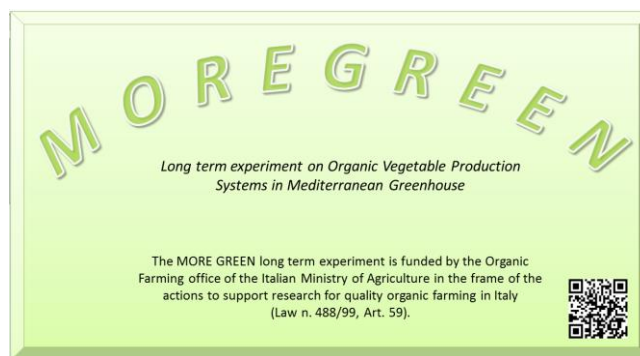 MOREGREEN
Long term experiment on Organic Vegetable Production
Systems in Mediterranean Greenhouse
The MORE GREEN long term experiment is funded by the Organic
Farming office of the Italian Ministry of Agriculture in the frame of the
actions to support research for quality organic farming in Italy
(Law n. 488/99, Art. 59).